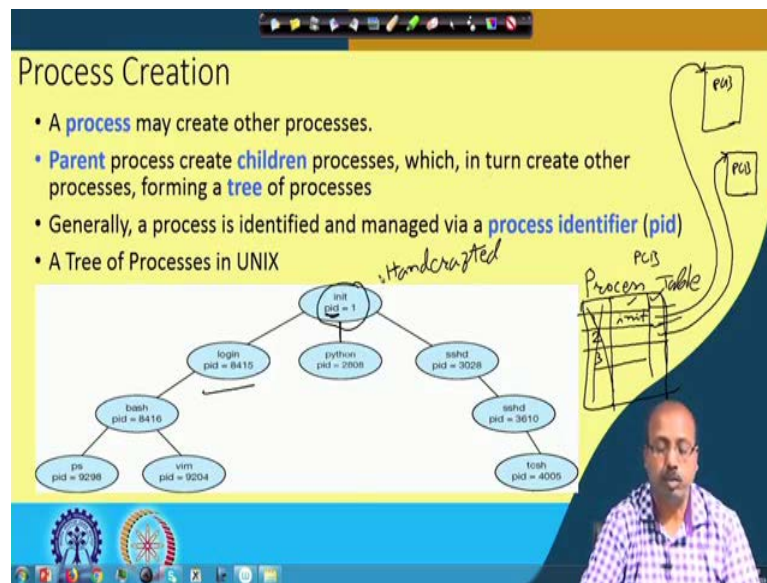 Process Creation
• A process may create other processes.
• Parent process create children processes, which, in turn create other
processes, forming a tree of processes
• Generally, a process is identified and managed via a process identifier (pid)
• A Tree of Processes in UNIX
Handcrafted
init
pid = 1
login
pid = 8415
python
pid = 2808
sshd
pid = 3028
bash
pid = 8416
sshd
pid = 3610
ps
pid = 9298
vim
pid = 9204
tcsh
pid = 4005
PCB
PCB
PCB
Process Table
init
2
3